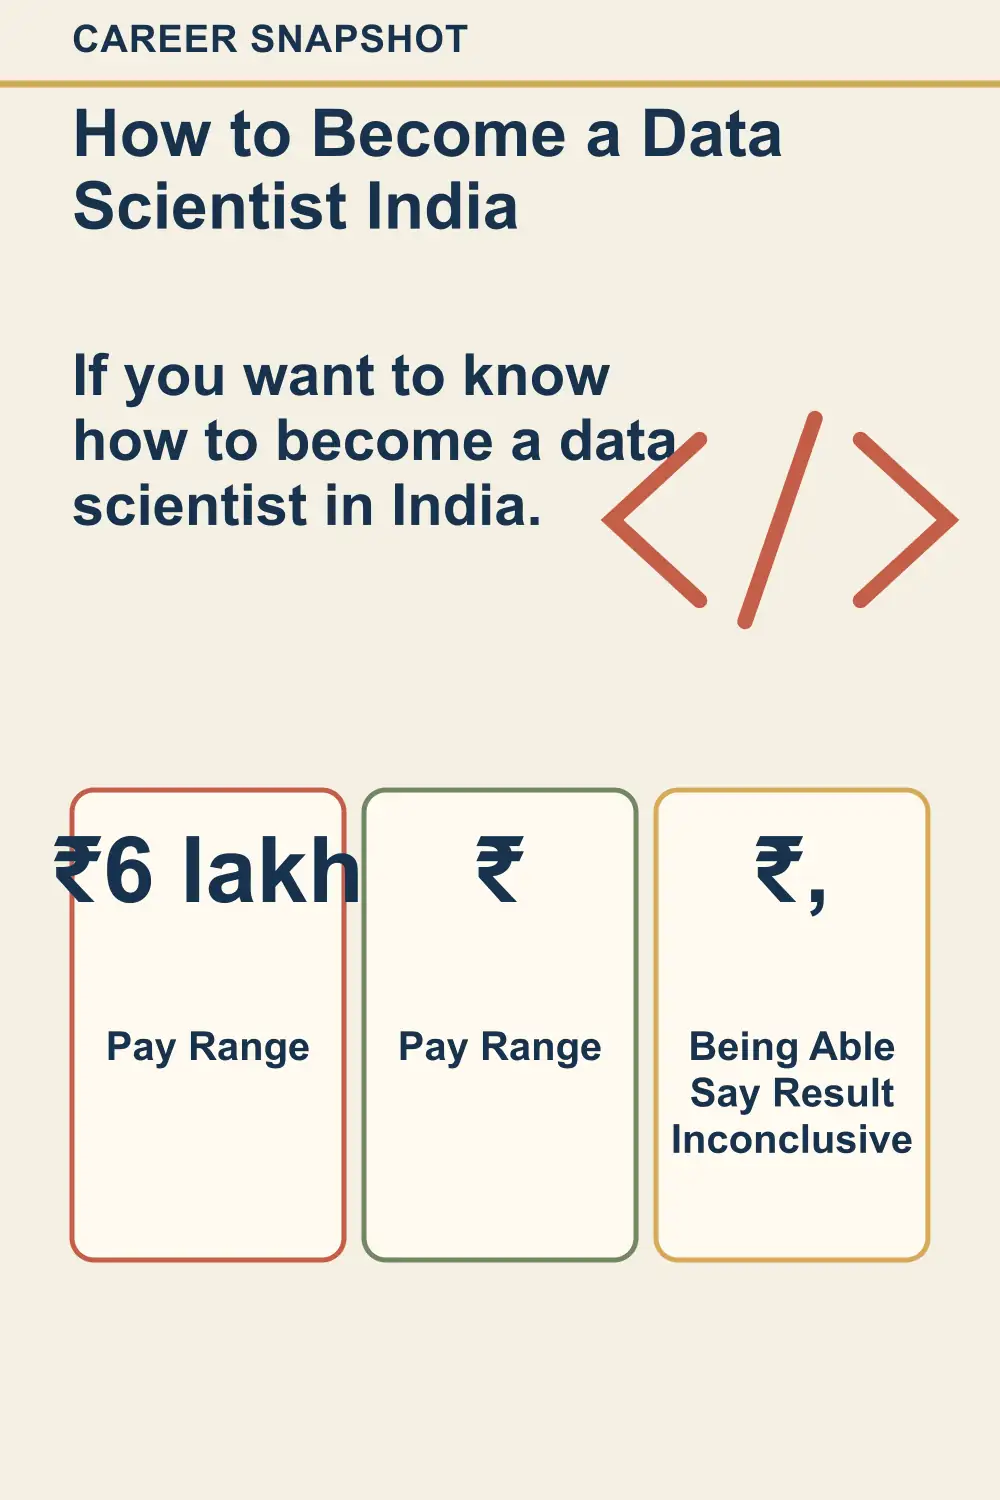 CAREER SNAPSHOT
How to Become a Data
Scientist India
If you want to know
how to become a data
scientist in India.
</>
₹6 lakh
Pay Range
₹
Pay Range
₹,
Being Able
Say Result
Inconclusive